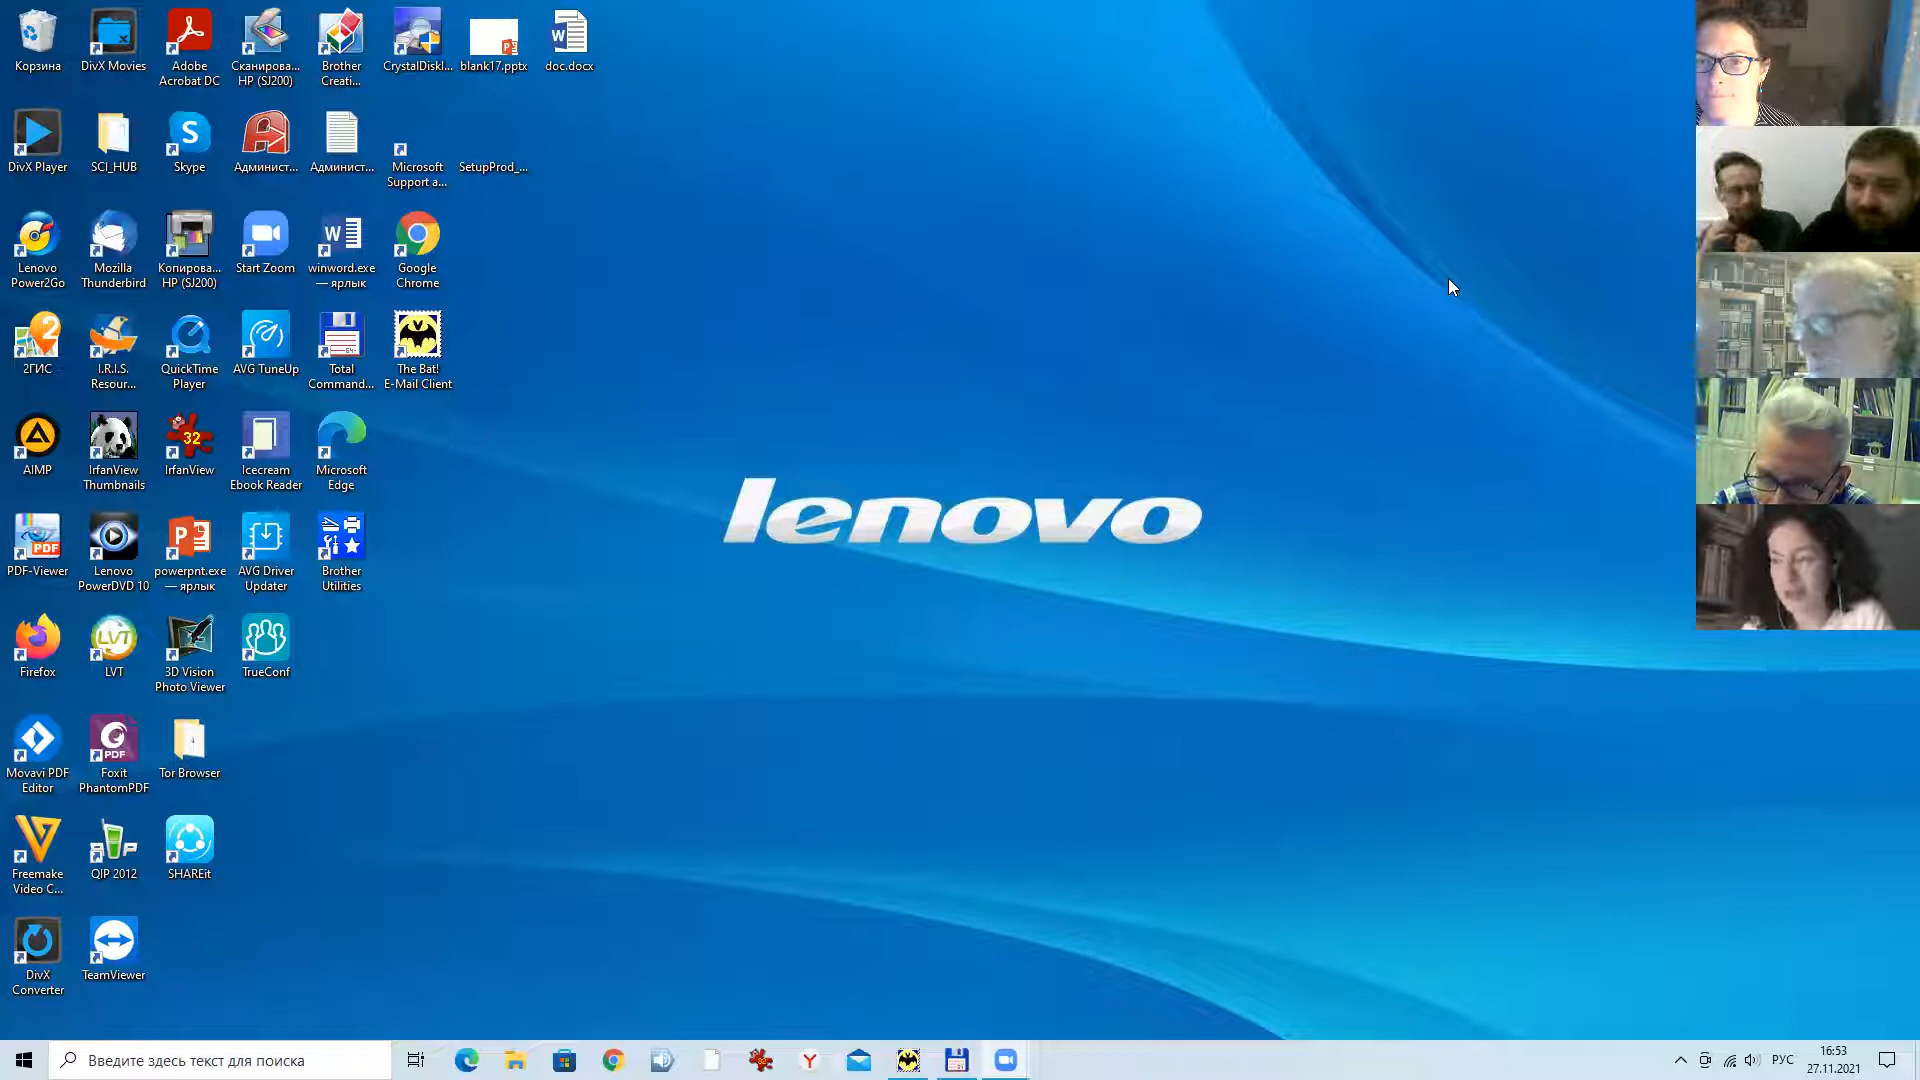 Корзина
DivX Movies
Adobe
Acrobat DC
Сканирова...
HP (SJ200)
Brother
Creati...
CrystalDiskI...
blank17.pptx
doc.docx
DivX Player
SCI_HUB
Skype
Админист...
Админист...
Microsoft
Support a...
SetupProd_...
Lenovo
Power2Go
Mozilla
Thunderbird
Копирова...
HP (SJ200)
Start Zoom
winword.exe
— ярлык
Google
Chrome
2ГИС
I.R.I.S.
Resour...
QuickTime
Player
AVG TuneUp
Total
Command...
The Bat!
E-Mail Client
AIMP
IrfanView
Thumbnails
32
IrfanView
Icecream
Ebook Reader
Microsoft
Edge
lenovo
PDF
PDF-Viewer
Lenovo
PowerDVD 10
powerpnt.exe
— ярлык
AVG Driver
Updater
Brother
Utilities
Firefox
LVT
LVT
3D Vision
Photo Viewer
TrueConf
Movavi PDF
Editor
PDF
Foxit
PhantomPDF
Tor Browser
Freemake
Video C...
QIP 2012
SHAREit
DivX
Converter
TeamViewer
Введите здесь текст для поиска
РУС
16:53
27.11.2021